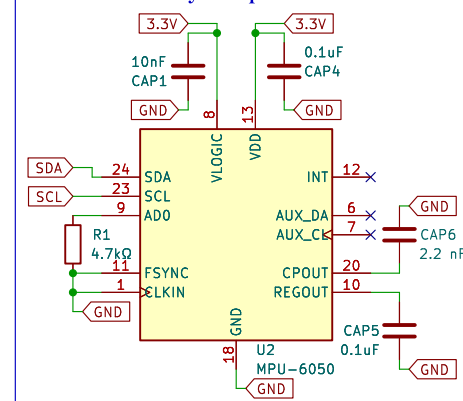 3.3V
3.3V
10nF
CAP1
0.1uF
CAP4
GND
GND
8
13
VLOGIC
VDD
SDA
24
SDA
INT
12
SCL
23
SCL
9
AD0
AUX_DA
6
AUX_CL
7
GND
CAP6
2.2 nF
R1
4.7kΩ
11
FSYNC
CPOUT
20
1
CLKIN
REGOUT
10
GND
GND
18
CAP5
0.1uF
U2
MPU-6050
GND
GND